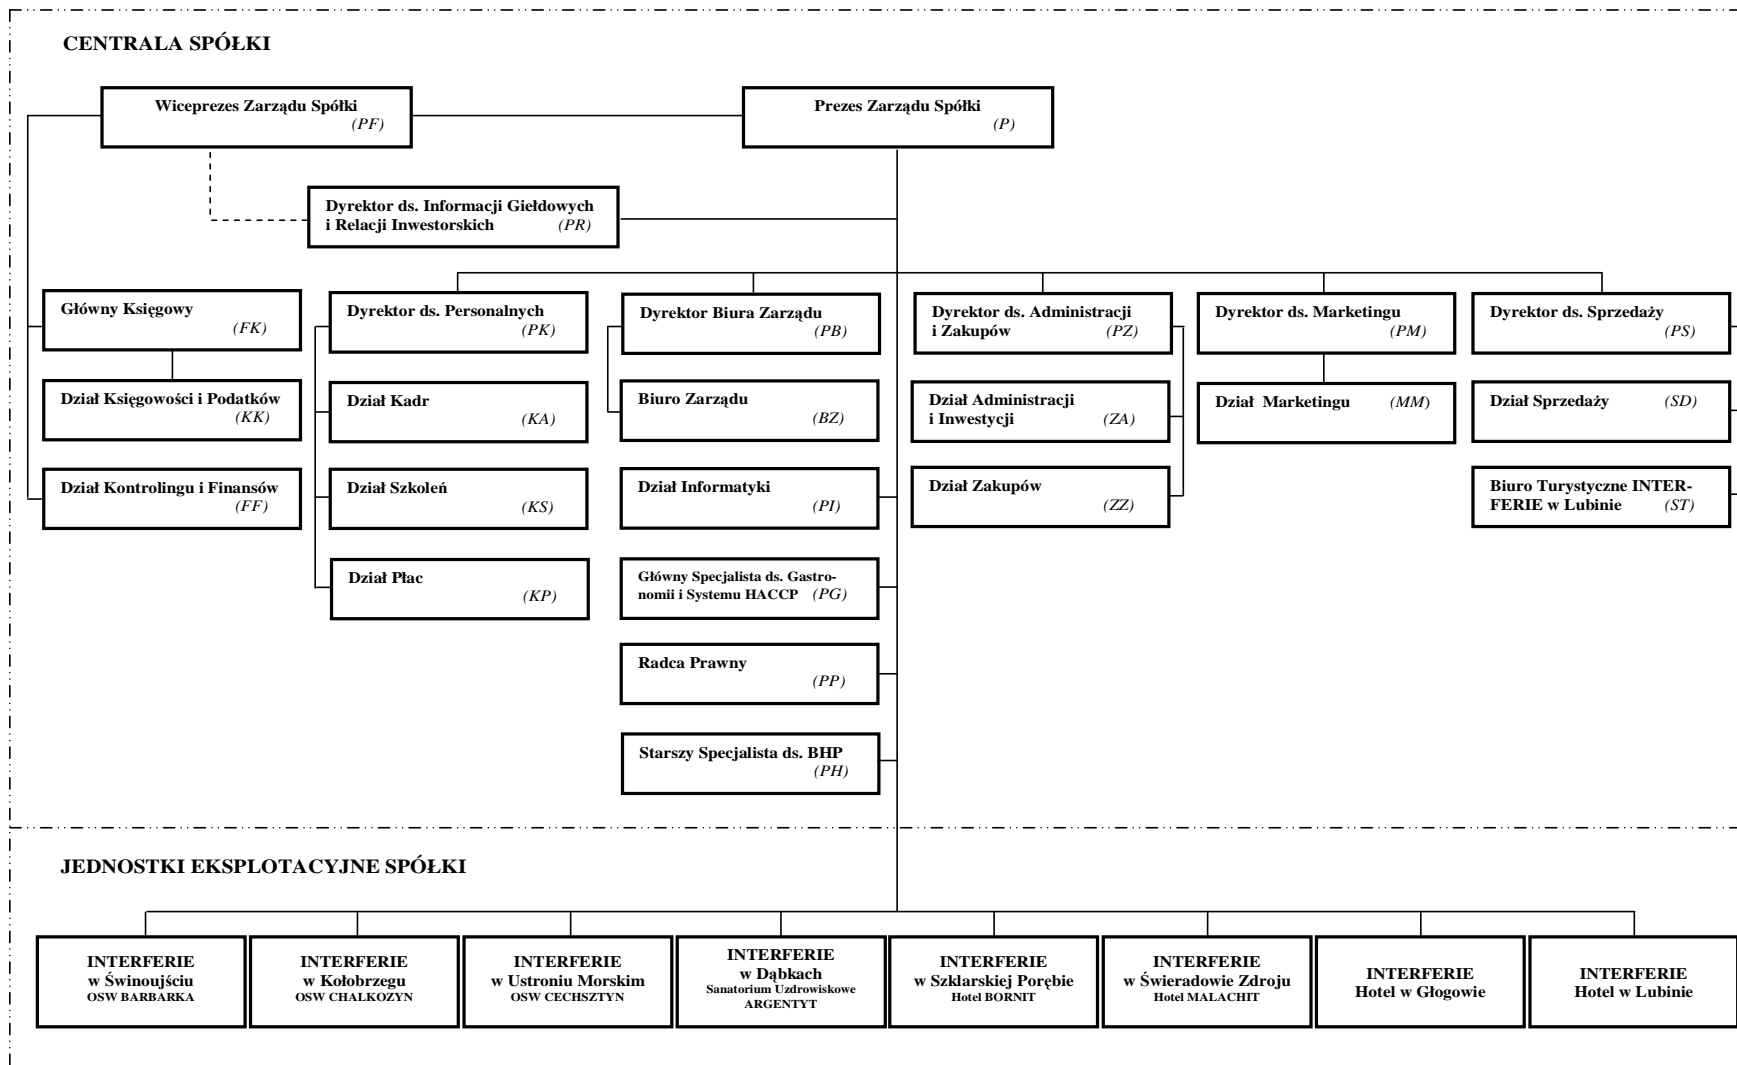 CENTRALA SPÓŁKI
Wiceprezes Zarządu Spółki
(PF)
Prezes Zarządu Spółki
(P)
Dyrektor ds. Informacji Giełdowych
i Relacji Inwestorskich (PR)
Główny Księgowy
(FK)
Dział Księgowości i Podatków
(KK)
Dział Kontrolingu i Finansów
(FF)
Dyrektor ds. Personalnych
(PK)
Dział Kadr
(KA)
Dział Szkoleń
(KS)
Dział Płac
(KP)
Dyrektor Biura Zarządu
(PB)
Biuro Zarządu
(BZ)
Dział Informatyki
(PI)
Główny Specjalista ds. Gastro-
nomii i Systemu HACCP (PG)
Radca Prawny
(PP)
Starszy Specjalista ds. BHP
(PH)
Dyrektor ds. Administracji
i Zakupów (PZ)
Dział Administracji
i Inwestycji (ZA)
Dział Zakupów
(ZZ)
Dyrektor ds. Marketingu
(PM)
Dział Marketingu (MM)
Dyrektor ds. Sprzedaży
(PS)
Dział Sprzedaży (SD)
Biuro Turystyczne INTER-
FERIE w Lubinie (ST)
JEDNOSTKI EKSPLOTACYJNE SPÓŁKI
INTERFERIE
w Świnoujściu
OSW BARBARKA
INTERFERIE
w Kołobrzegu
OSW CHALKOZYN
INTERFERIE
w Ustroniu Morskim
OSW CECHSZTYN
INTERFERIE
w Dąbkach
Sanatorium Uzdrowiskowe
ARGENTYT
INTERFERIE
w Szklarskiej Porębie
Hotel BORNIT
INTERFERIE
w Świeradowie Zdroju
Hotel MALACHIT
INTERFERIE
Hotel w Głogowie
INTERFERIE
Hotel w Lubinie